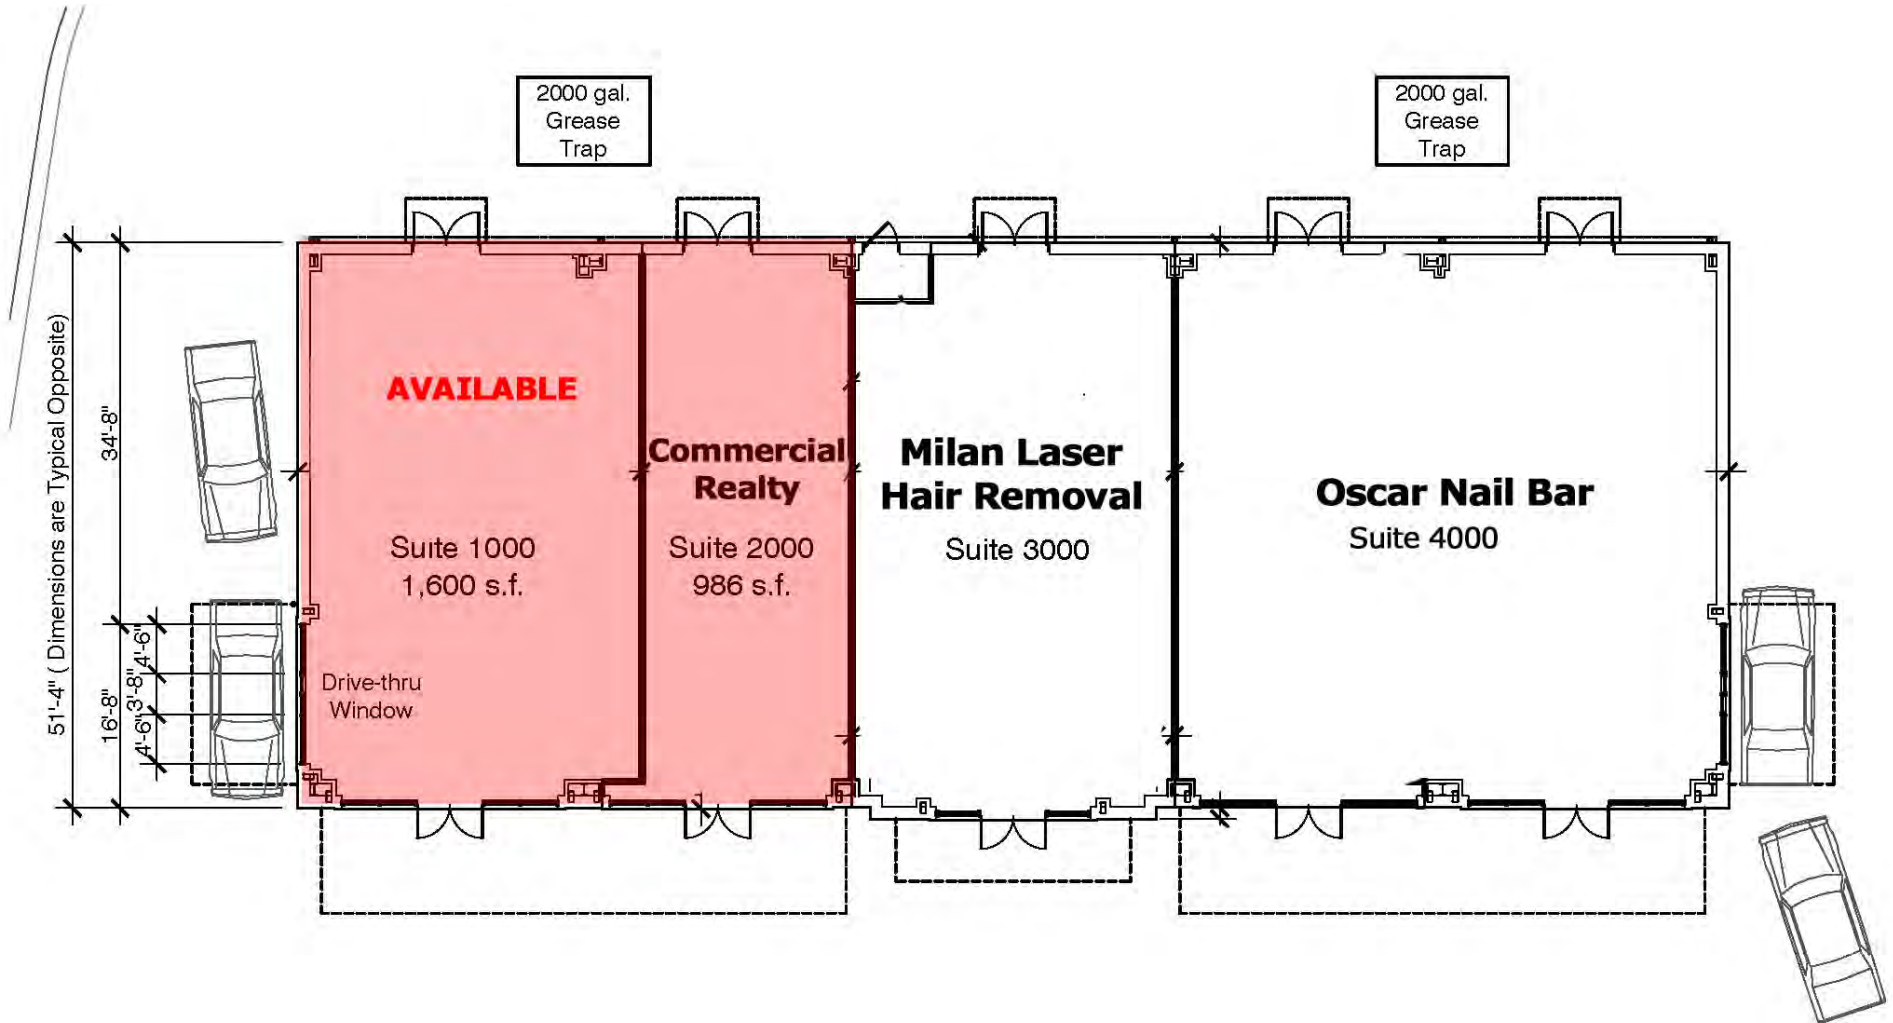 2000 gal.
Grease
Trap
2000 gal.
Grease
Trap
51'-4" ( Dimensions are Typical Opposite)
34'-8"
16'-8"
4'-6"
3'-8"
4'-6"
AVAILABLE
Suite 1000
1,600 s.f.
Drive-thru
Window
Commercial
Realty
Suite 2000
986 s.f.
Milan Laser
Hair Removal
Suite 3000
Oscar Nail Bar
Suite 4000